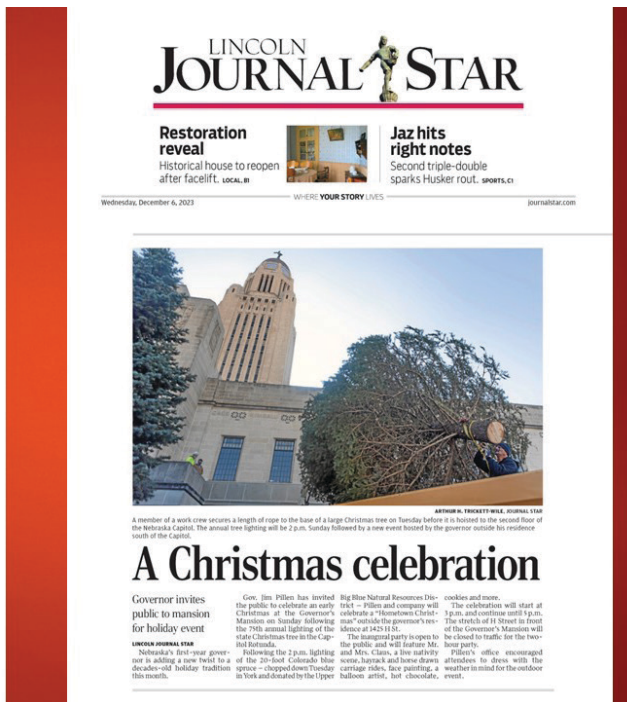 LINCOLN
JOURNAL STAR
Restoration
reveal
Historical house to reopen
after facelift. LOCAL, B1
Jaz hits
right notes
Second triple-double
sparks Husker rout. SPORTS, C1
Wednesday, December 6, 2023
WHERE YOUR STORY LIVES
journalstar.com
ARTHUR H. TRICKETT-WILE, JOURNAL STAR
A member of a work crew secures a length of rope to the base of a large Christmas tree on Tuesday before it is hoisted to the second floor of
the Nebraska Capitol. The annual tree lighting will be 2 p.m. Sunday followed by a new event hosted by the governor outside his residence
south of the Capitol.
A Christmas celebration
Governor invites
public to mansion
for holiday event
LINCOLN JOURNAL STAR
Nebraska's first-year gover-
nor is adding a new twist to a
decades-old holiday tradition
this month.
Gov. Jim Pillen has invited
the public to celebrate an early
Christmas at the Governor's
Mansion on Sunday following
the 75th annual lighting of the
state Christmas tree in the Cap-
itol Rotunda.
Following the 2 p.m. lighting
of the 20-foot Colorado blue
spruce – chopped down Tuesday
in York and donated by the Upper
Big Blue Natural Resources Dis-
trict – Pillen and company will
celebrate a "Hometown Christ-
mas" outside the governor's res-
idence at 1425 H St.
The inaugural party is open to
the public and will feature Mr.
and Mrs. Claus, a live nativity
scene, hayrack and horse drawn
carriage rides, face painting, a
balloon artist, hot chocolate,
cookies and more.
The celebration will start at
3 p.m. and continue until 5 p.m.
The stretch of H Street in front
of the Governor's Mansion will
be closed to traffic for the two-
hour party.
Pillen's office encouraged
attendees to dress with the
weather in mind for the outdoor
event.